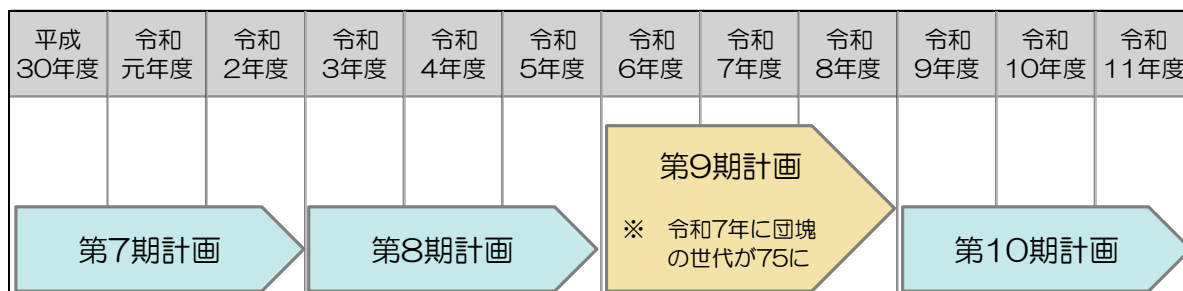 平成
30年度
令和
元年度
令和
2年度
令和
3年度
令和
4年度
令和
5年度
令和
6年度
令和
7年度
令和
8年度
令和
9年度
令和
10年度
令和
11年度
第9期計画
※ 令和7年に団塊
の世代が75に
第7期計画
第8期計画
第10期計画